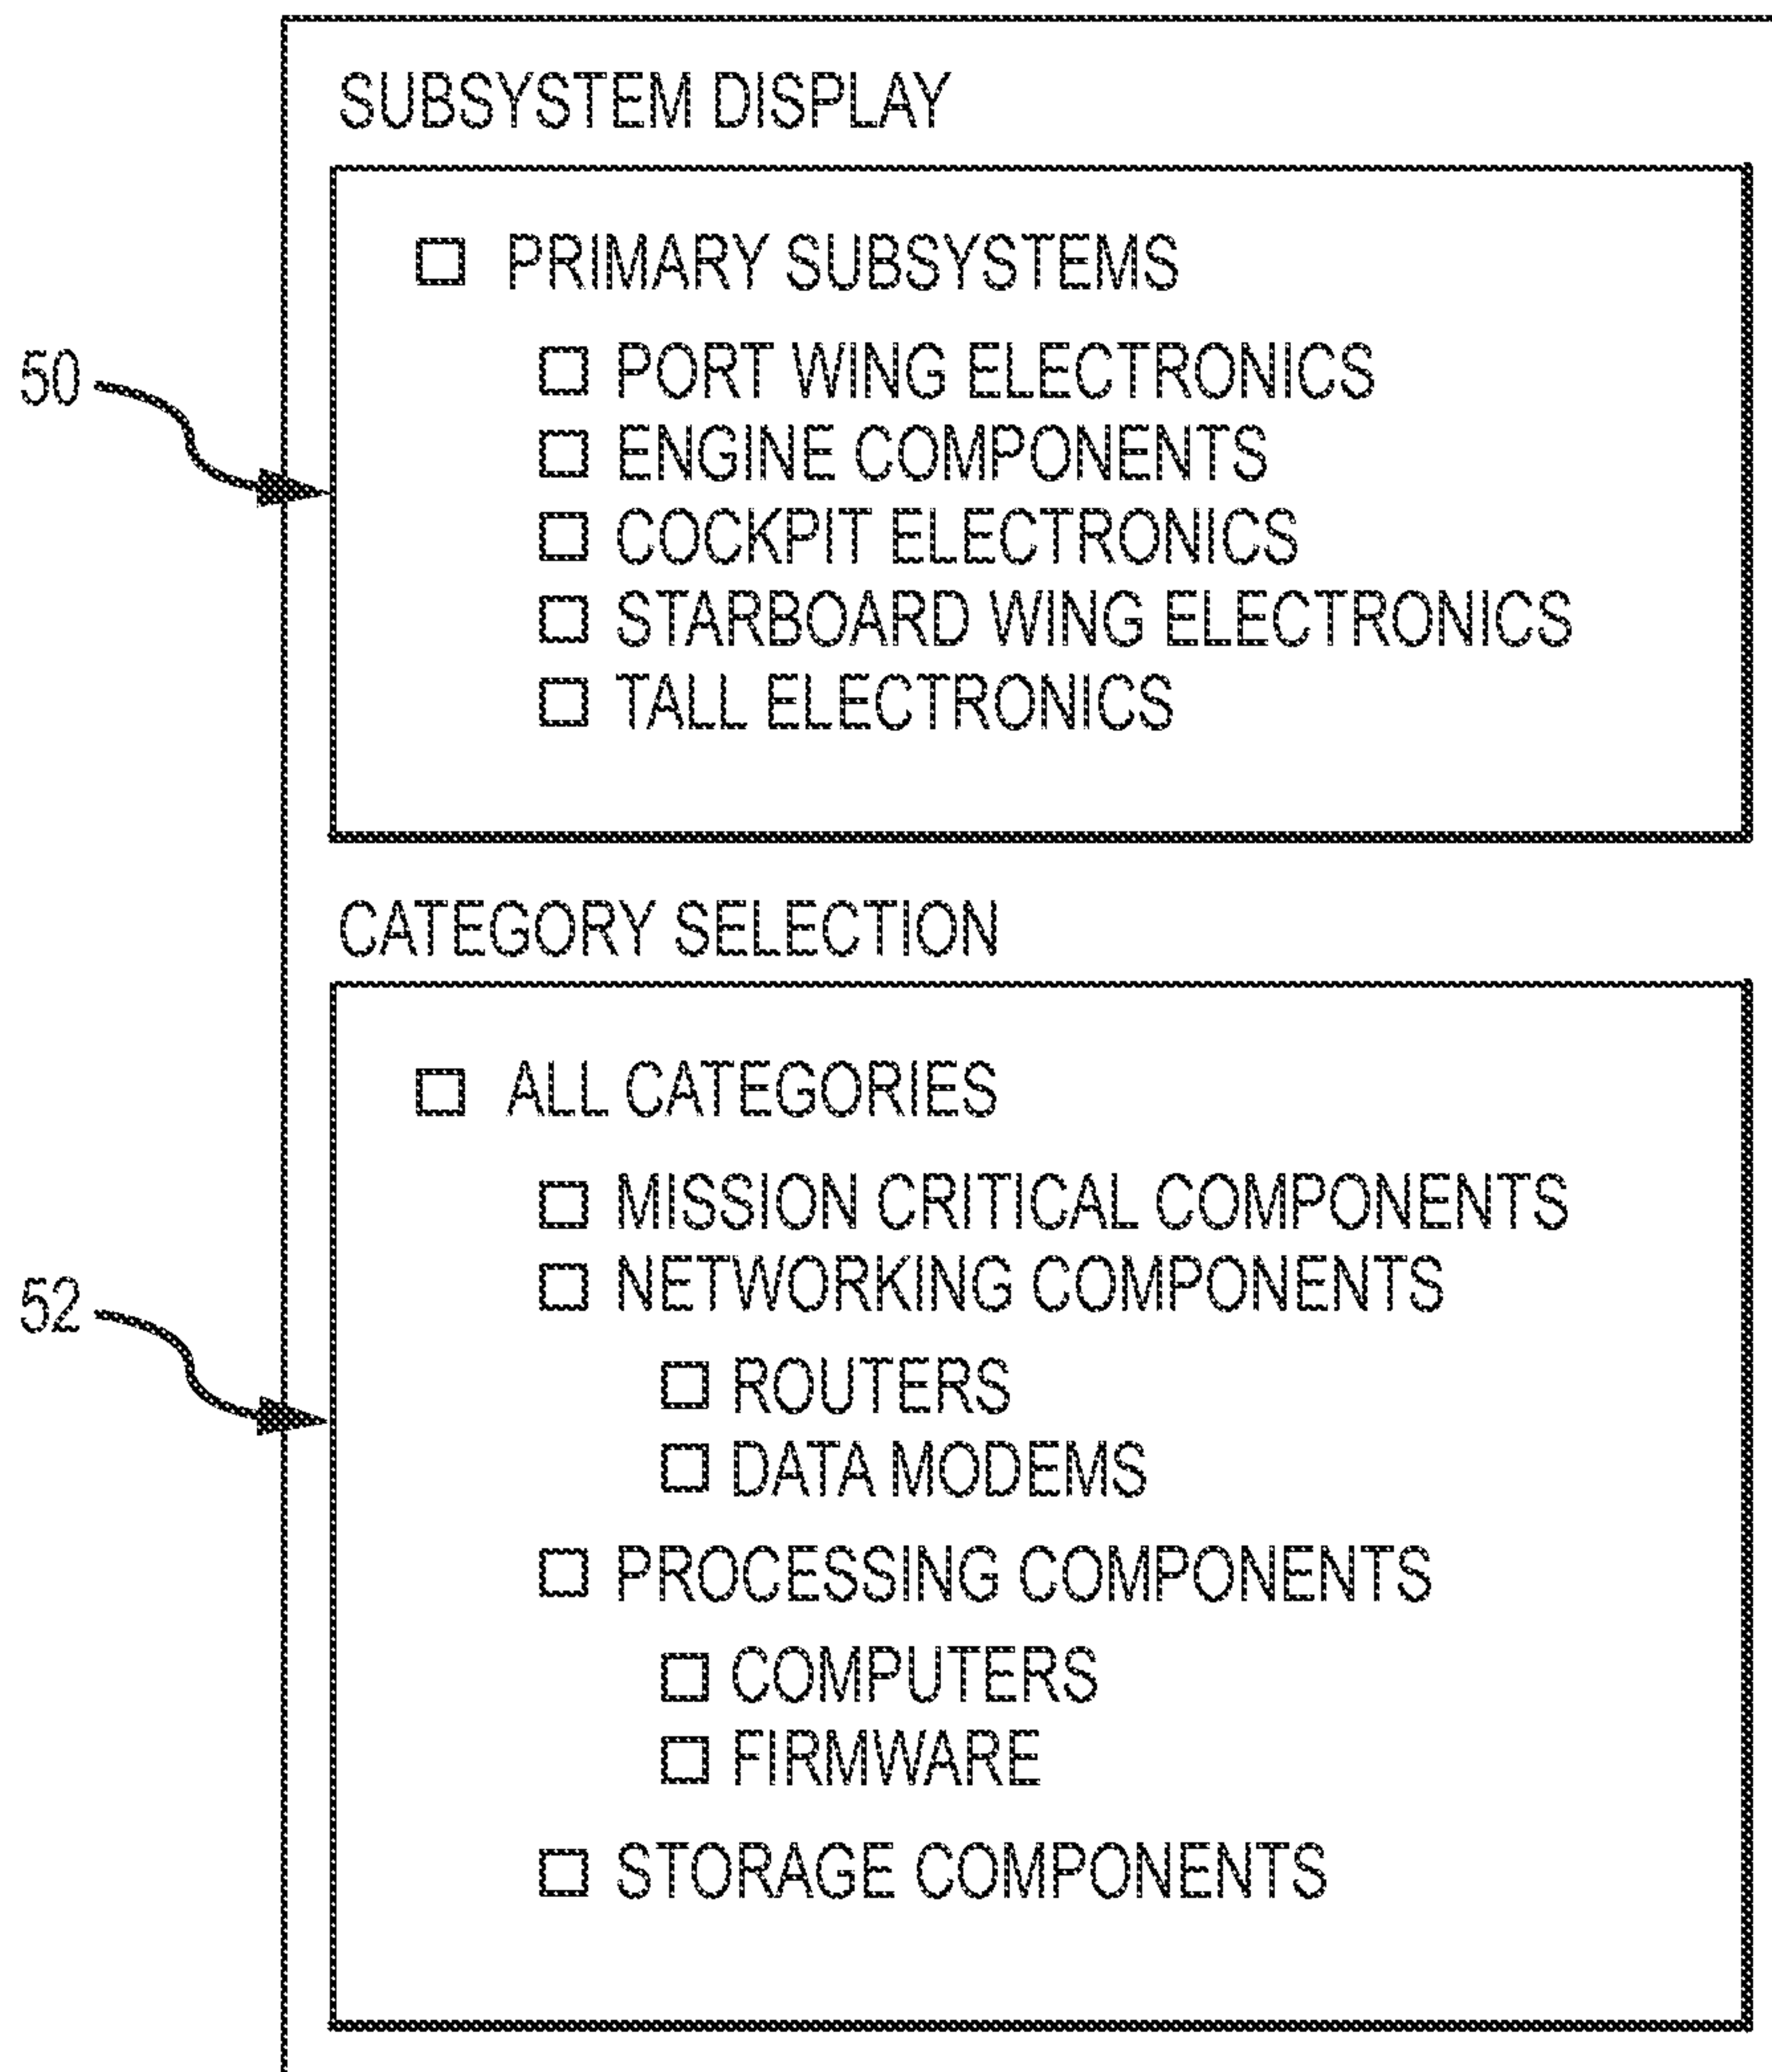 SUBSYSTEM DISPLAY
PRIMARY SUBSYSTEMS
50
PORT WING ELECTRONICS
ENGINE COMPONENTS
COCKPIT ELECTRONICS
STARBOARD WING ELECTRONICS
TALL ELECTRONICS
CATEGORY SELECTION
ALL CATEGORIES
MISSION CRITICAL COMPONENTS
NETWORKING COMPONENTS
52
ROUTERS
DATA MODEMS
PROCESSING COMPONENTS
COMPUTERS
FIRMWARE
STORAGE COMPONENTS